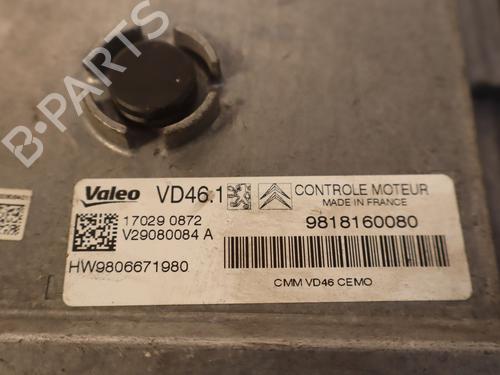 B-PARTS
Valeo VD46.1 CONTROLE MOTEUR
MADE IN FRANCE
17029 0872 9818160080
V29080084 A
HW9806671980
CMM VD46 CEMO